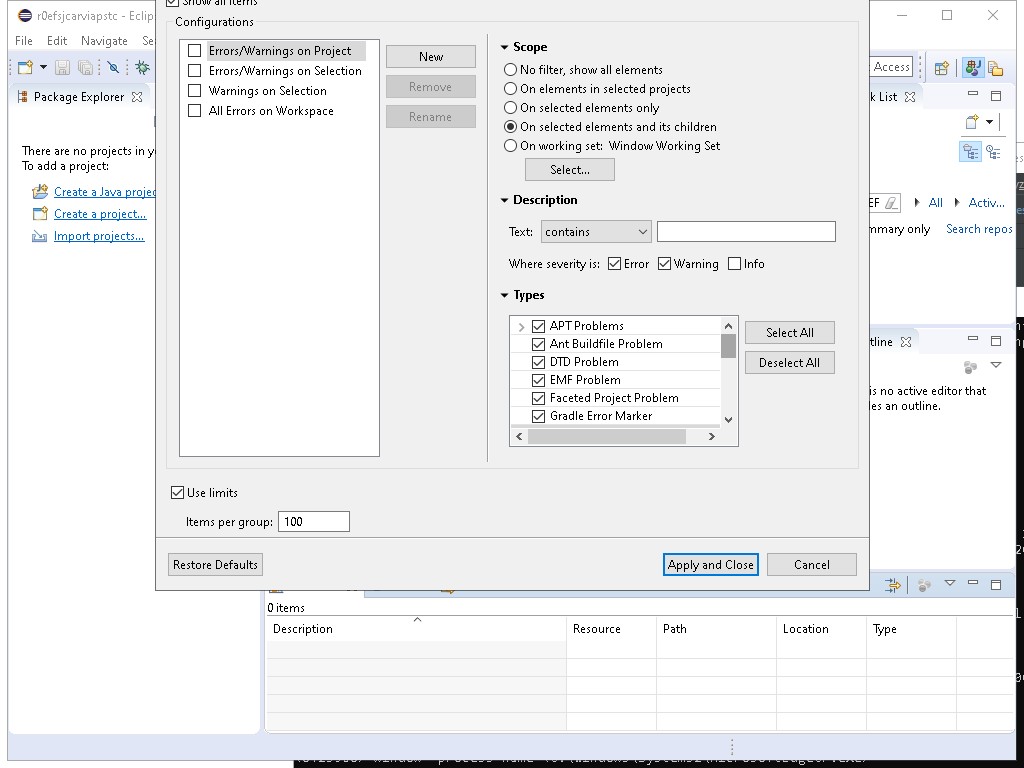 Show all items
r0efsjcarviapstc - Eclips
Configurations
File Edit Navigate Se
Errors/Warnings on Project
Errors/Warnings on Selection
Warnings on Selection
All Errors on Workspace
New
Remove
Rename
Scope
No filter, show all elements
On elements in selected projects
On selected elements only
On selected elements and its children
On working set: Window Working Set
Select...
Access
Package Explorer
k List
There are no projects in y
To add a project:
Create a Java projec
Create a project...
Import projects...
Description
Text: contains
Where severity is: Error Warning Info
EF All Activ...
mmary only Search repos
Types
APT Problems
Ant Buildfile Problem
DTD Problem
EMF Problem
Faceted Project Problem
Gradle Error Marker
Select All
Deselect All
tline
is no active editor that
les an outline.
Use limits
Items per group: 100
Restore Defaults
Apply and Close
Cancel
0 items
Description Resource Path Location Type